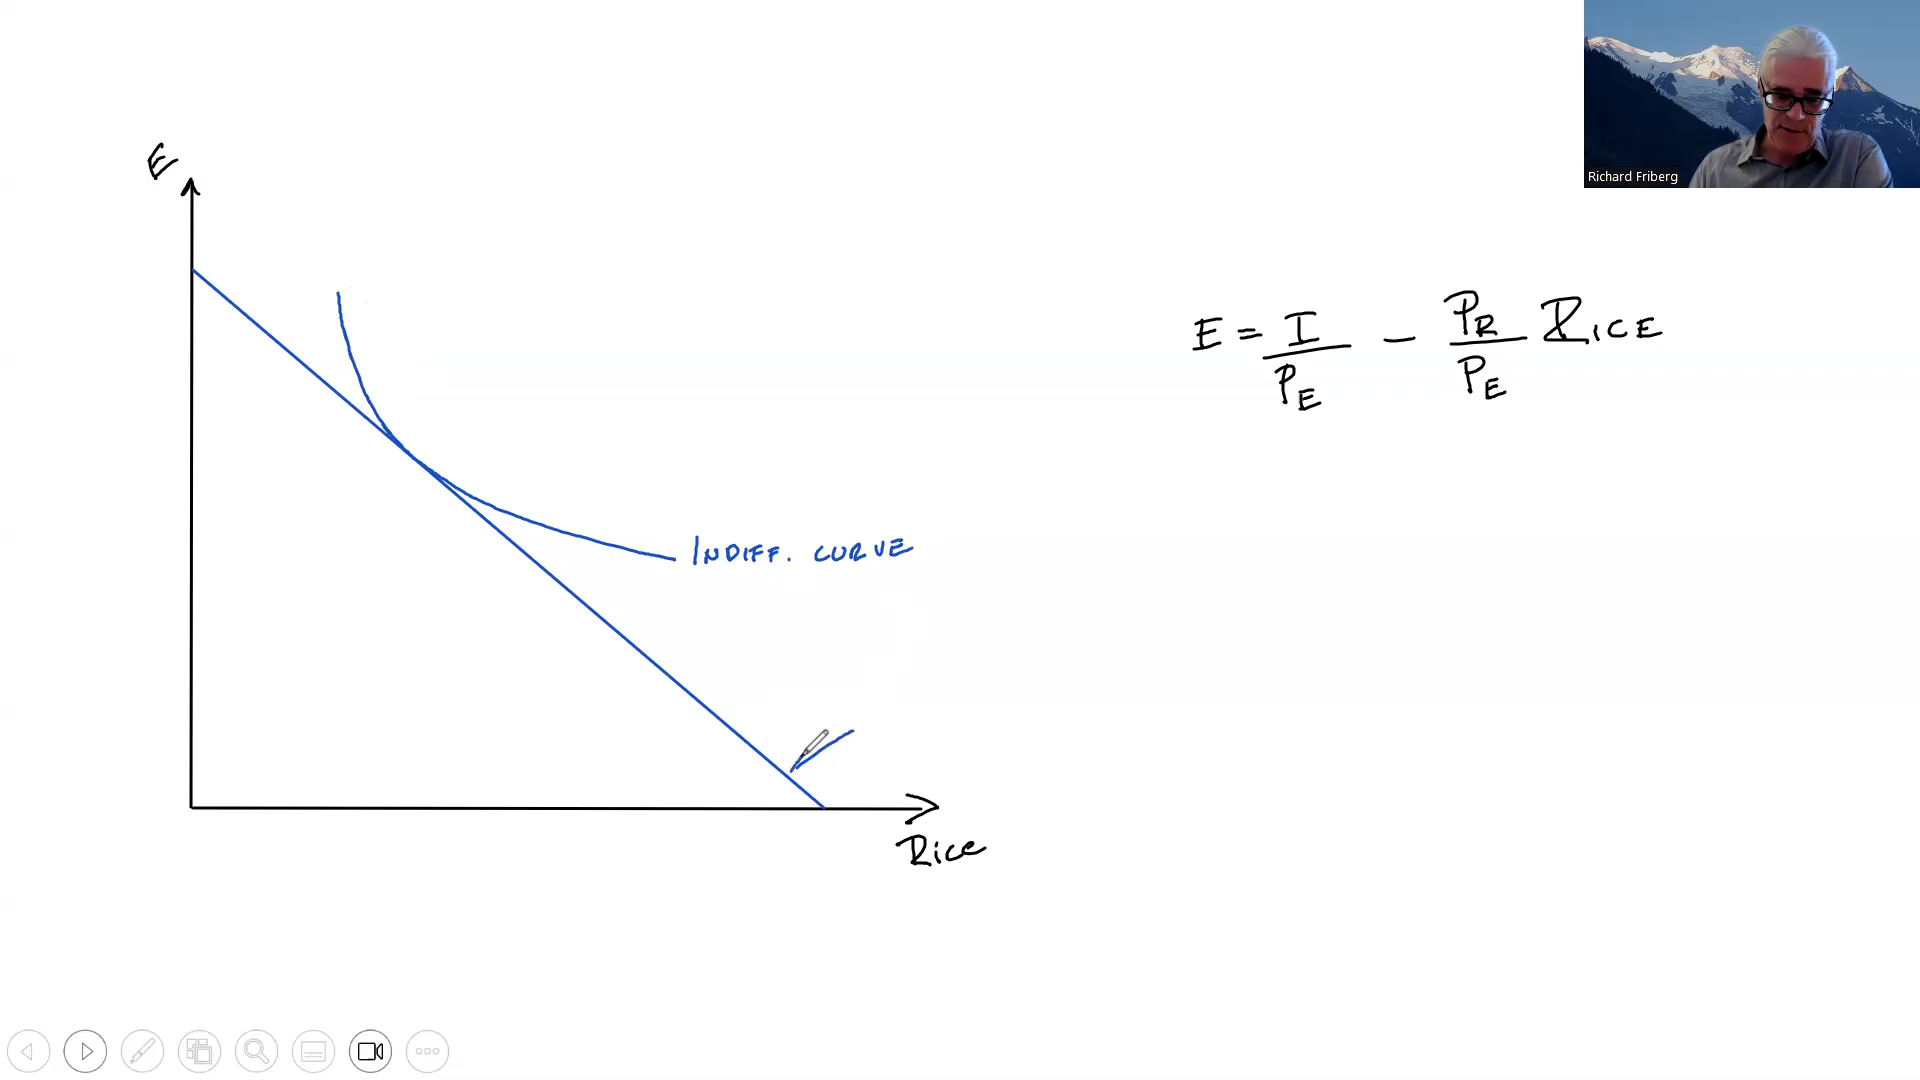 Richard Friberg
E
E = I/P_E - P_R/P_E RICE
INDIFF. CURVE
Rice